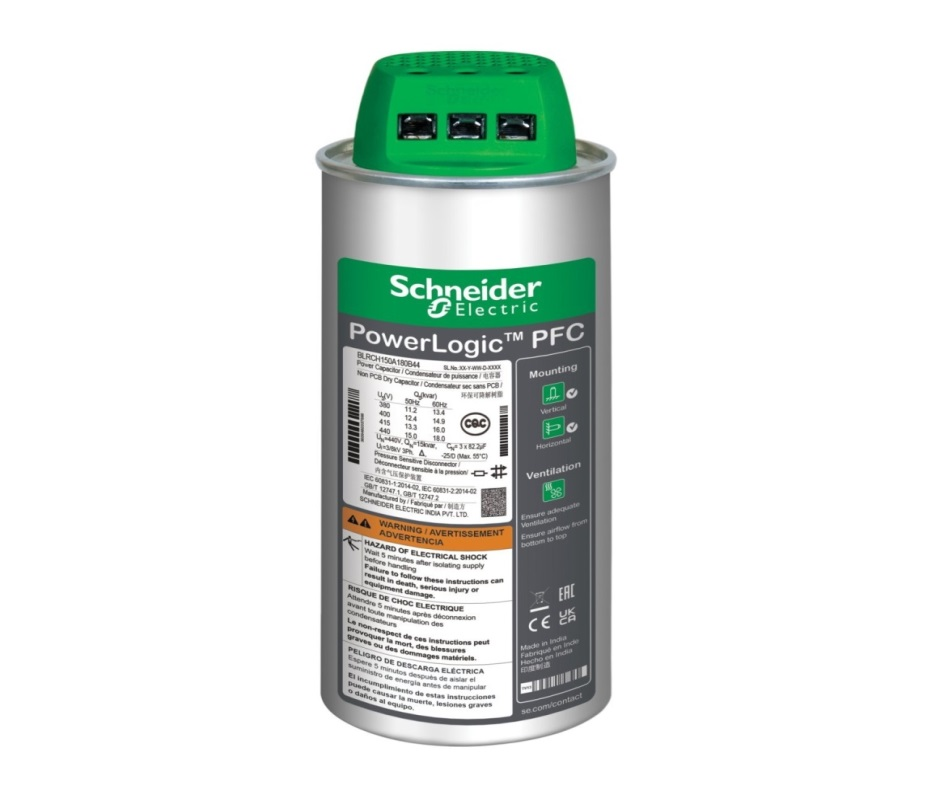 Schneider
Schneider
Electric
PowerLogic™ PFC
BLRCH150A180B44
SL.No.:XX-Y-WW-D-XXXX
Power Capacitor / Condensateur de puissance / 电容器
Non PCB Dry Capacitor / Condensateur sec sans PCB /
环保可降解树脂
Uₙ(V) Qₙ(kvar)
50Hz 60Hz
380 11.2 13.4
400 12.4 14.9
415 13.3 16.0
440 15.0 18.0
CQC
Uₙ=440V, Qₙ=15kvar, Cₙ= 3 x 82.2µF
Uᵢ=3/8kV 3Ph. Δ, -25/D (Max. 55°C)
Pressure Sensitive Disconnector /
Déconnecteur sensible à la pression/
内含气压保护装置
IEC 60831-1:2014-02, IEC 60831-2:2014-02
GB/T 12747.1, GB/T 12747.2
Manufactured by / Fabriqué par / 制造方
SCHNEIDER ELECTRIC INDIA PVT. LTD.
WARNING / AVERTISSEMENT
ADVERTENCIA
HAZARD OF ELECTRICAL SHOCK
Wait 5 minutes after isolating supply
before handling
Failure to follow these instructions can
result in death, serious injury or
equipment damage.
RISQUE DE CHOC ELECTRIQUE
Attendre 5 minutes après déconnexion
avant toute manipulation des
condensateurs
Le non-respect de ces instructions peut
provoquer la mort, des blessures
graves ou des dommages matériels.
PELIGRO DE DESCARGA ELÉCTRICA
Espere 5 minutos después de aislar el
suministro de energía antes de manipular
El incumplimiento de estas instrucciones
puede causar la muerte, lesiones graves
o daños al equipo.
Mounting
Vertical
Horizontal
Ventilation
Ensure adequate
Ventilation
Ensure airflow from
bottom to top
EAC
CE UKCA
Made in India
Fabriqué en Inde
Hecho en India
印度制造
se.com/contact